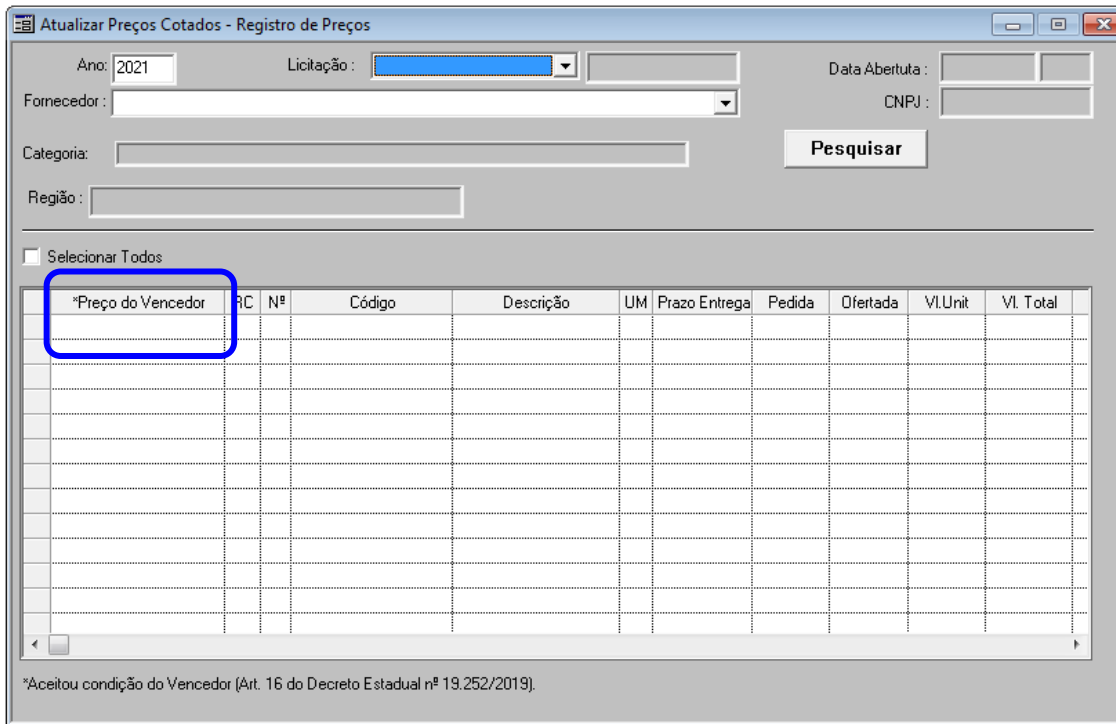 Atualizar Preços Cotados - Registro de Preços
Ano: 2021 Licitação : Data Abertuta :
Fornecedor : CNPJ :
Categoria: Pesquisar
Região :
Selecionar Todos
*Preço do Vencedor RC Nº Código Descrição UM Prazo Entrega Pedida Ofertada Vl.Unit Vl. Total
*Aceitou condição do Vencedor (Art. 16 do Decreto Estadual nº 19.252/2019).